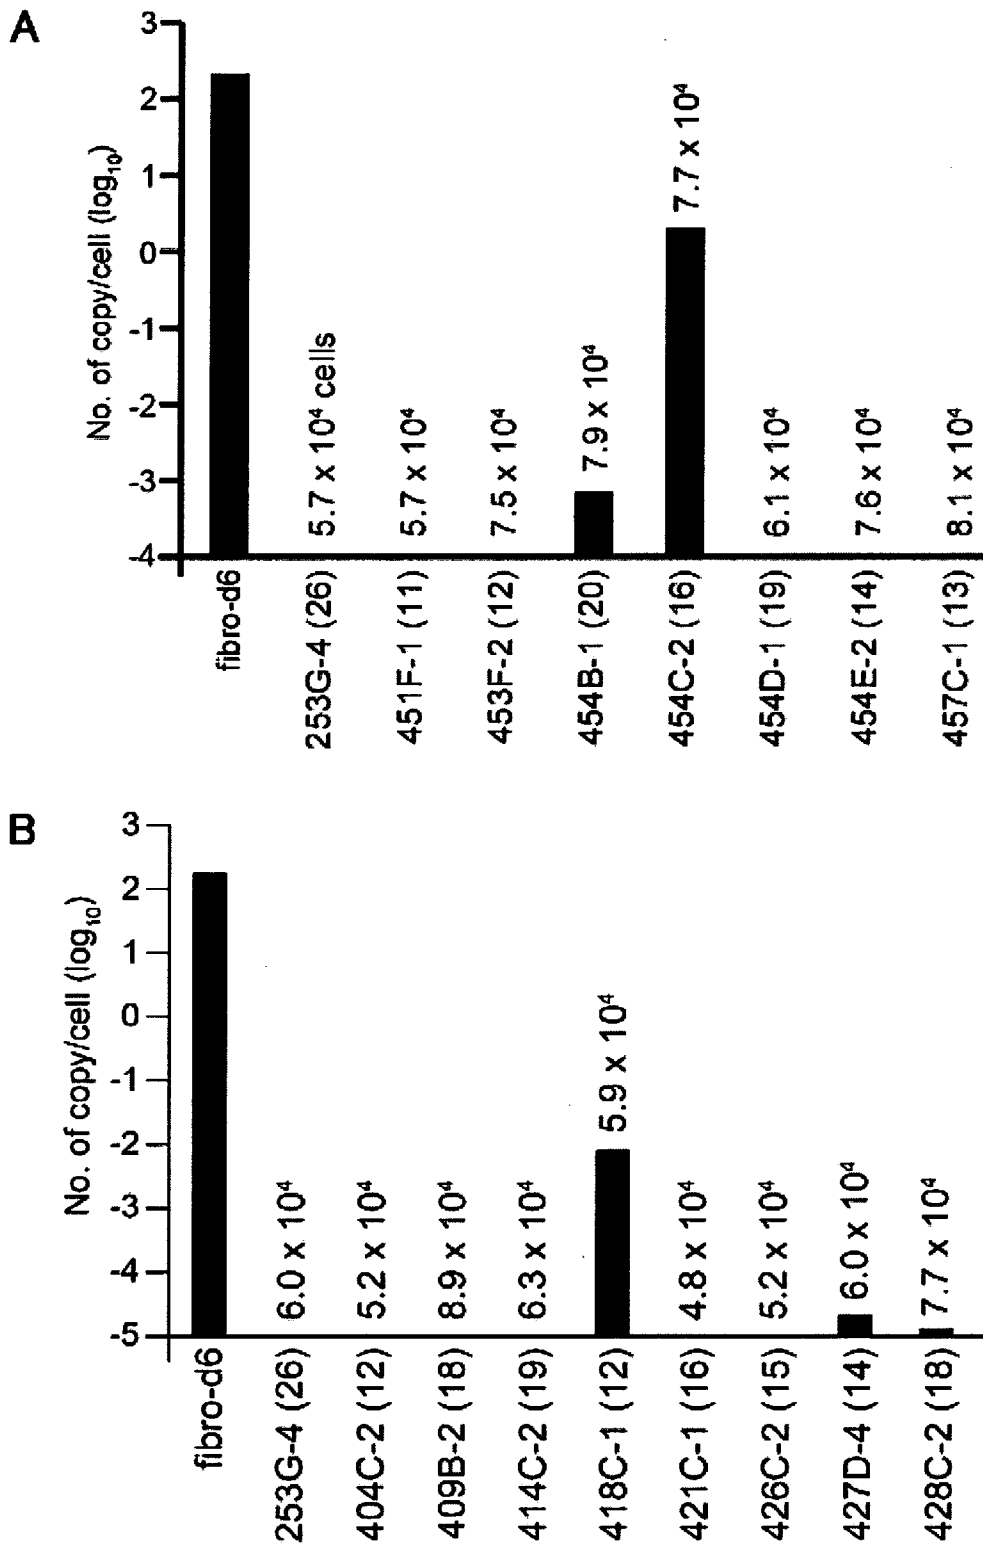 A
No. of copy/cell (log₁₀)
3
2
1
0
-1
-2
-3
-4
5.7 x 10⁴ cells
5.7 x 10⁴
7.5 x 10⁴
7.9 x 10⁴
7.7 x 10⁴
6.1 x 10⁴
7.6 x 10⁴
8.1 x 10⁴
fibro-d6
253G-4 (26)
451F-1 (11)
453F-2 (12)
454B-1 (20)
454C-2 (16)
454D-1 (19)
454E-2 (14)
457C-1 (13)
B
No. of copy/cell (log₁₀)
3
2
1
0
-1
-2
-3
-4
-5
6.0 x 10⁴
5.2 x 10⁴
8.9 x 10⁴
6.3 x 10⁴
5.9 x 10⁴
4.8 x 10⁴
5.2 x 10⁴
6.0 x 10⁴
7.7 x 10⁴
fibro-d6
253G-4 (26)
404C-2 (12)
409B-2 (18)
414C-2 (19)
418C-1 (12)
421C-1 (16)
426C-2 (15)
427D-4 (14)
428C-2 (18)